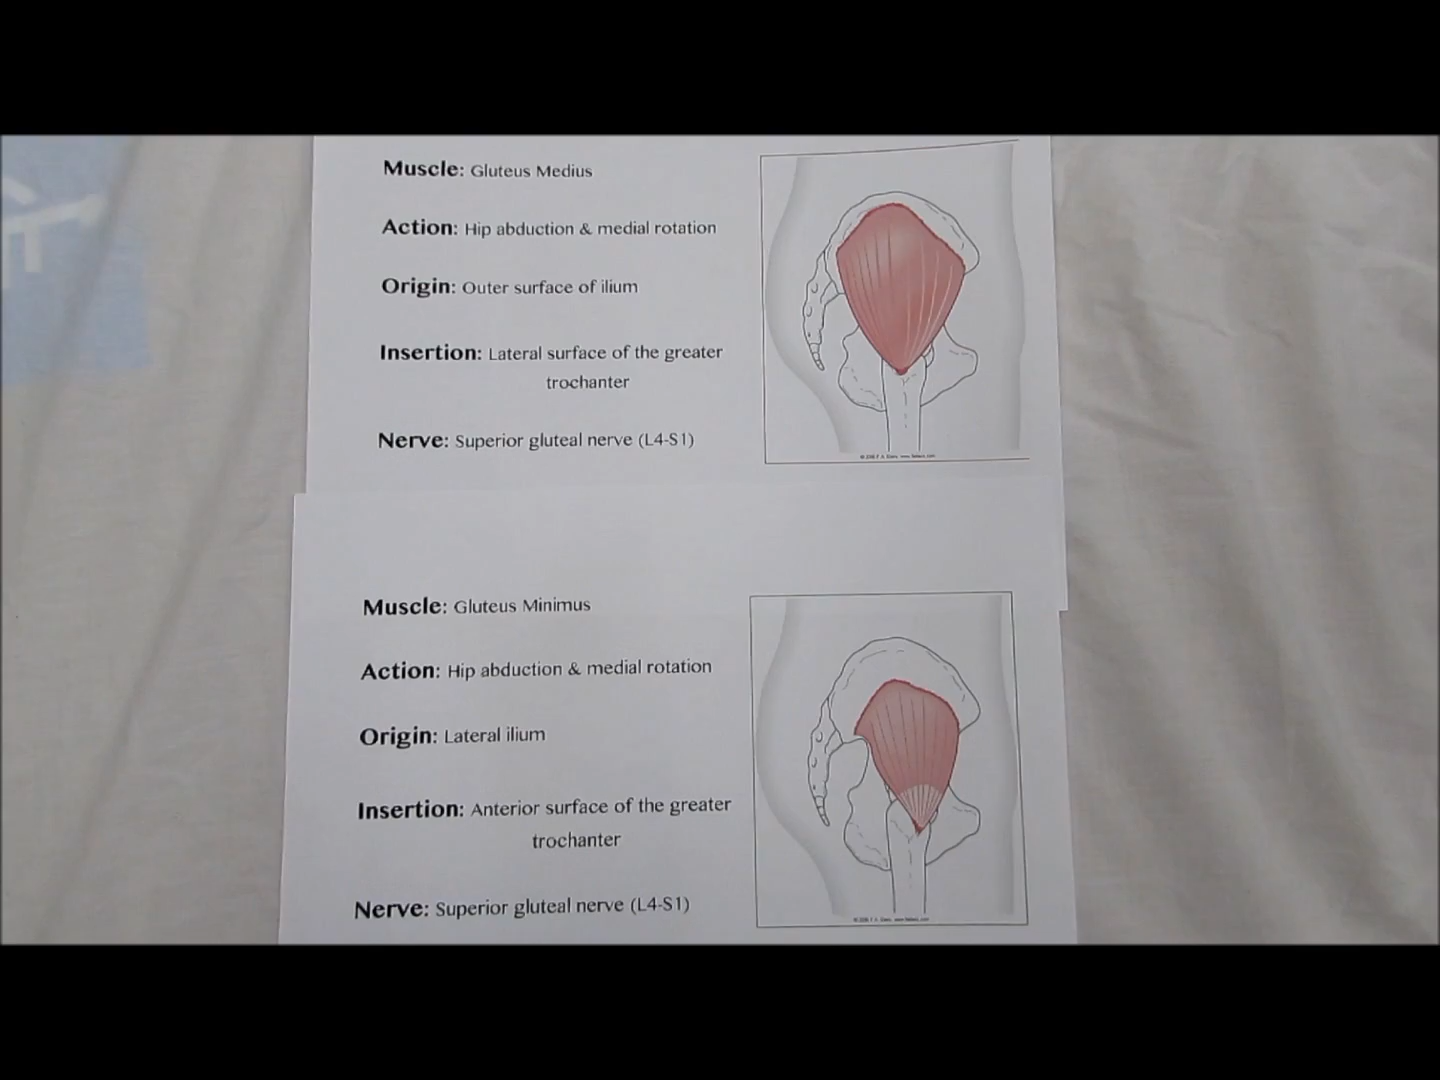 Muscle: Gluteus Medius
Action: Hip abduction & medial rotation
Origin: Outer surface of ilium
Insertion: Lateral surface of the greater
trochanter
Nerve: Superior gluteal nerve (L4-S1)
Muscle: Gluteus Minimus
Action: Hip abduction & medial rotation
Origin: Lateral ilium
Insertion: Anterior surface of the greater
trochanter
Nerve: Superior gluteal nerve (L4-S1)